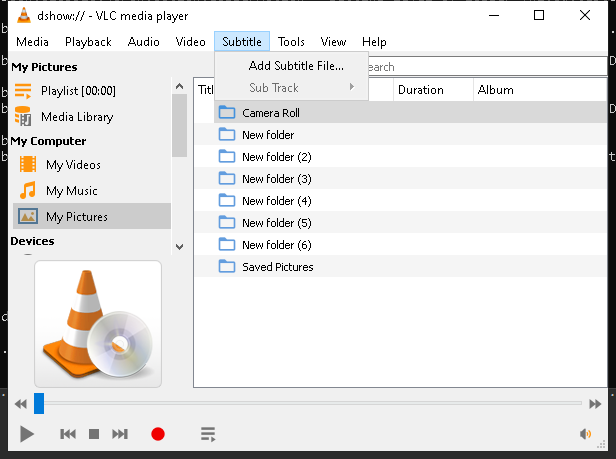 dshow:// - VLC media player
Media Playback Audio Video Subtitle Tools View Help
Add Subtitle File...
Sub Track
My Pictures
Playlist [00:00]
Media Library
My Computer
My Videos
My Music
My Pictures
Devices
Duration Album
Camera Roll
New folder
New folder (2)
New folder (3)
New folder (4)
New folder (5)
New folder (6)
Saved Pictures